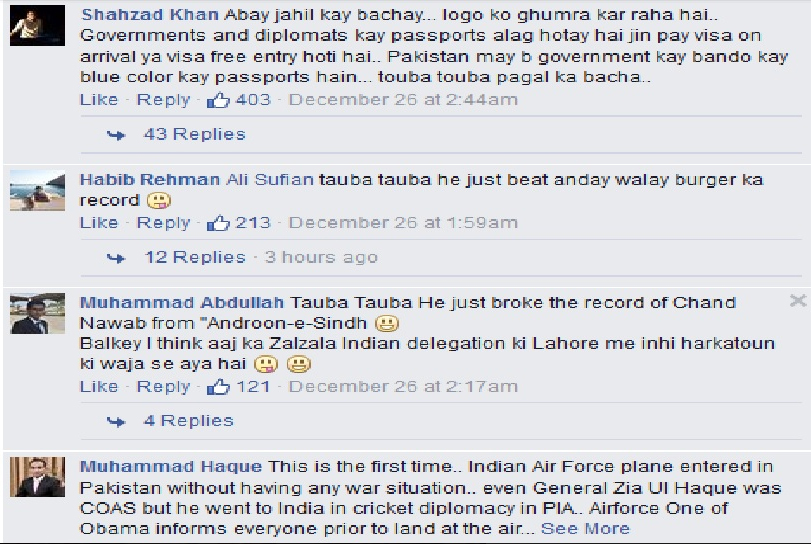 Shahzad Khan Abay jahil kay bachay... logo ko ghumra kar raha hai..
Governments and diplomats kay passports alag hotay hai jin pay visa on
arrival ya visa free entry hoti hai.. Pakistan may b government kay bando kay
blue color kay passports hain... touba touba pagal ka bacha..
Like · Reply · 403 · December 26 at 2:44am
43 Replies
Habib Rehman Ali Sufian tauba tauba he just beat anday walay burger ka
record
Like · Reply · 213 · December 26 at 1:59am
12 Replies · 3 hours ago
Muhammad Abdullah Tauba Tauba He just broke the record of Chand
Nawab from "Androon-e-Sindh
Balkey I think aaj ka Zalzala Indian delegation ki Lahore me inhi harkatoun
ki waja se aya hai
Like · Reply · 121 · December 26 at 2:17am
4 Replies
Muhammad Haque This is the first time.. Indian Air Force plane entered in
Pakistan without having any war situation.. even General Zia Ul Haque was
COAS but he went to India in cricket diplomacy in PIA.. Airforce One of
Obama informs everyone prior to land at the air... See More